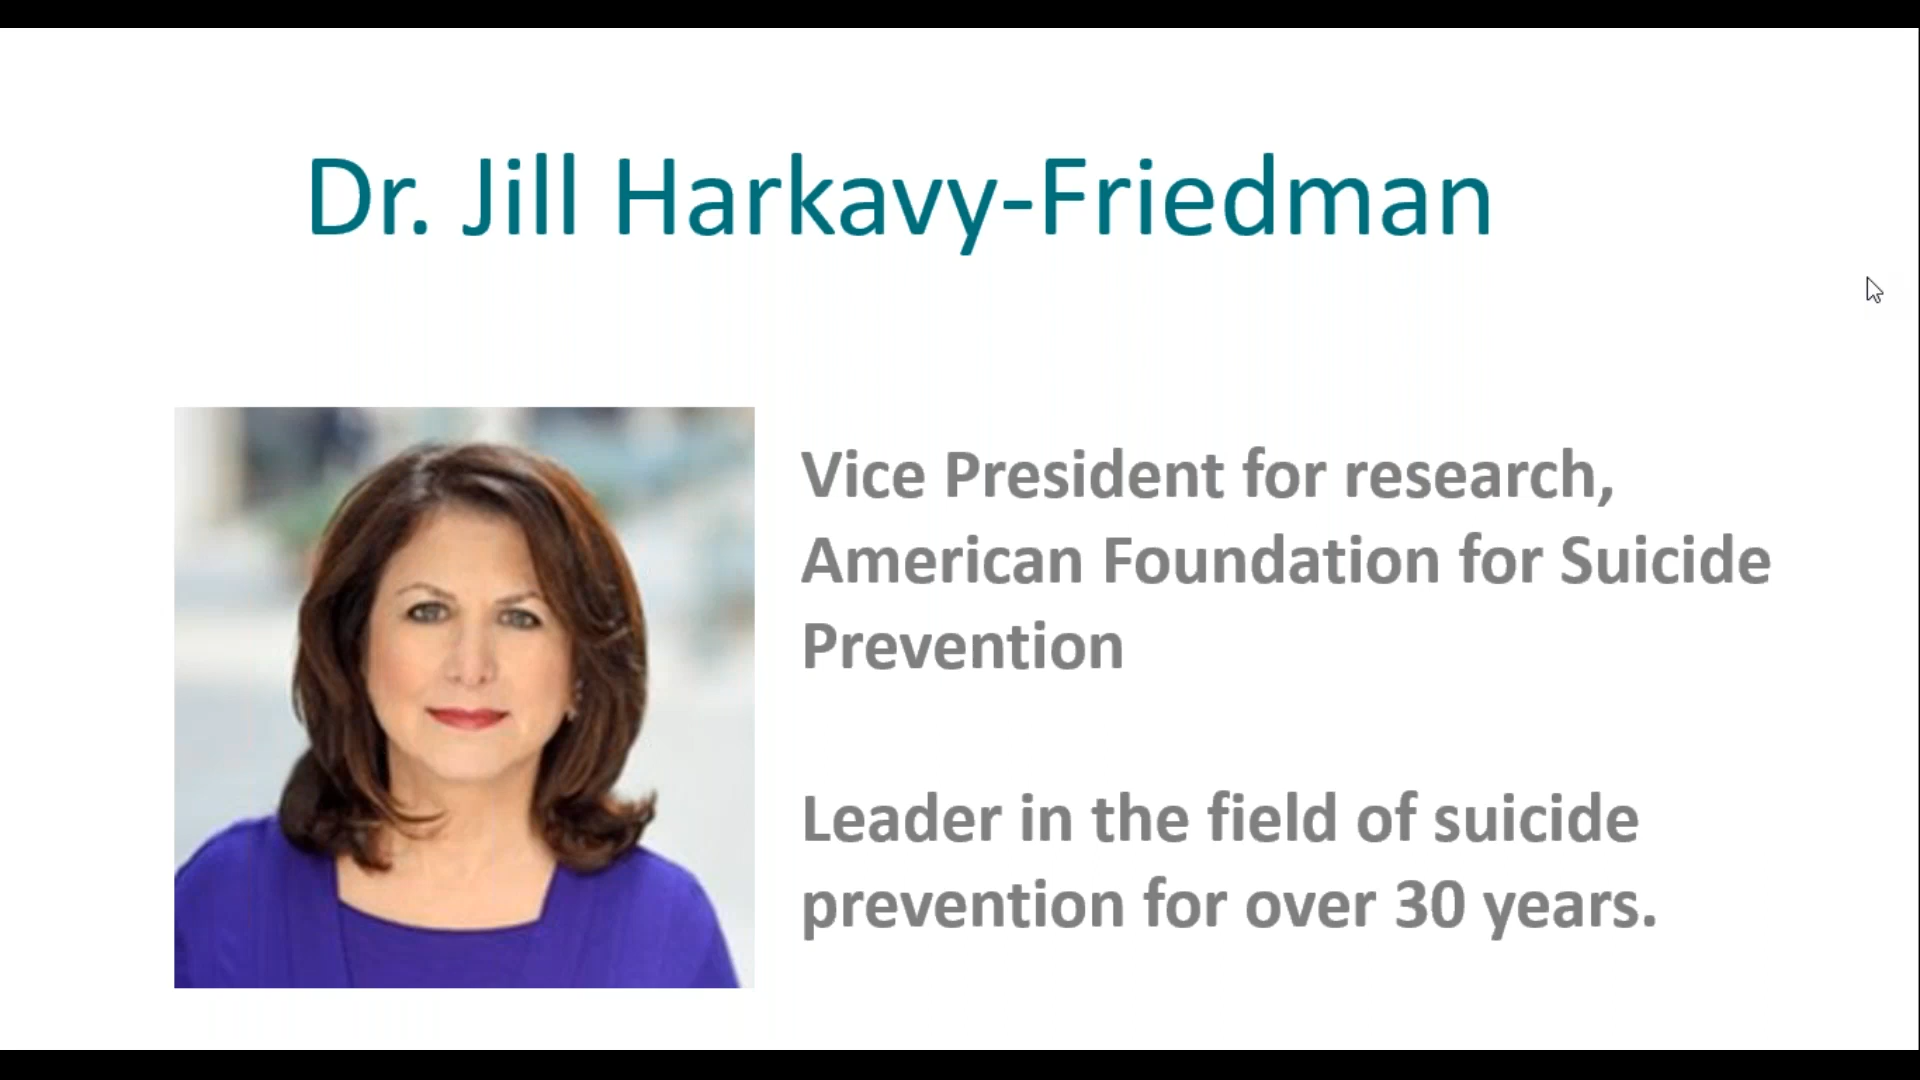 Dr. Jill Harkavy-Friedman
Vice President for research,
American Foundation for Suicide
Prevention
Leader in the field of suicide
prevention for over 30 years.